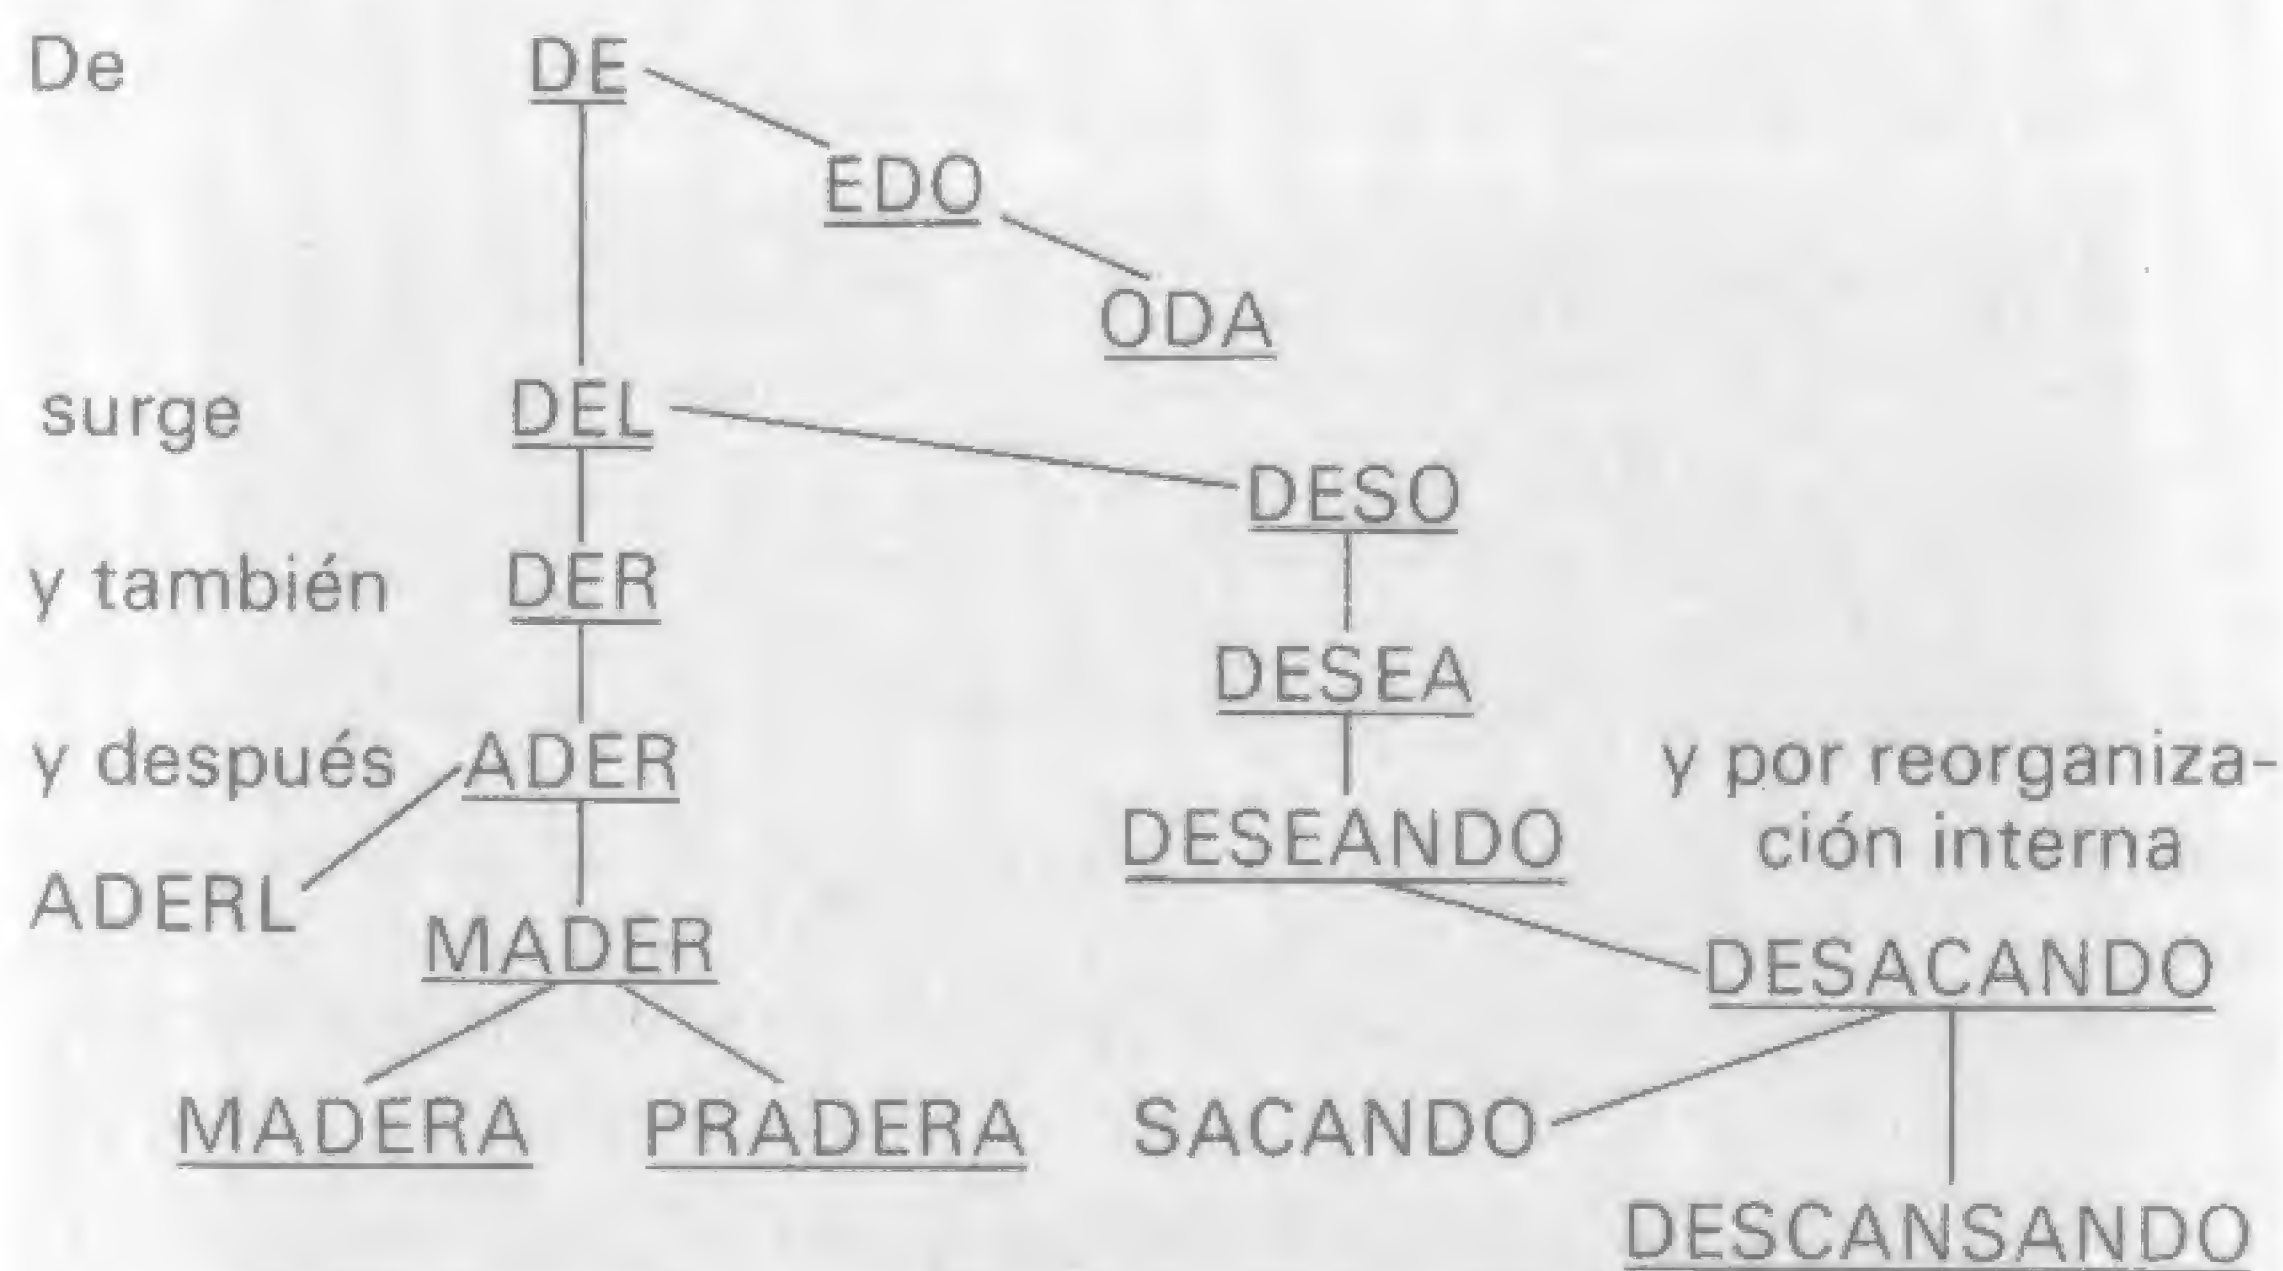 De DE
EDO
ODA
surge DEL
DESO
y también DER
DESEA
y después ADER y por reorganiza-
DESEANDO ción interna
ADERL
MADER DESACANDO
MADERA PRADERA SACANDO
DESCANSANDO